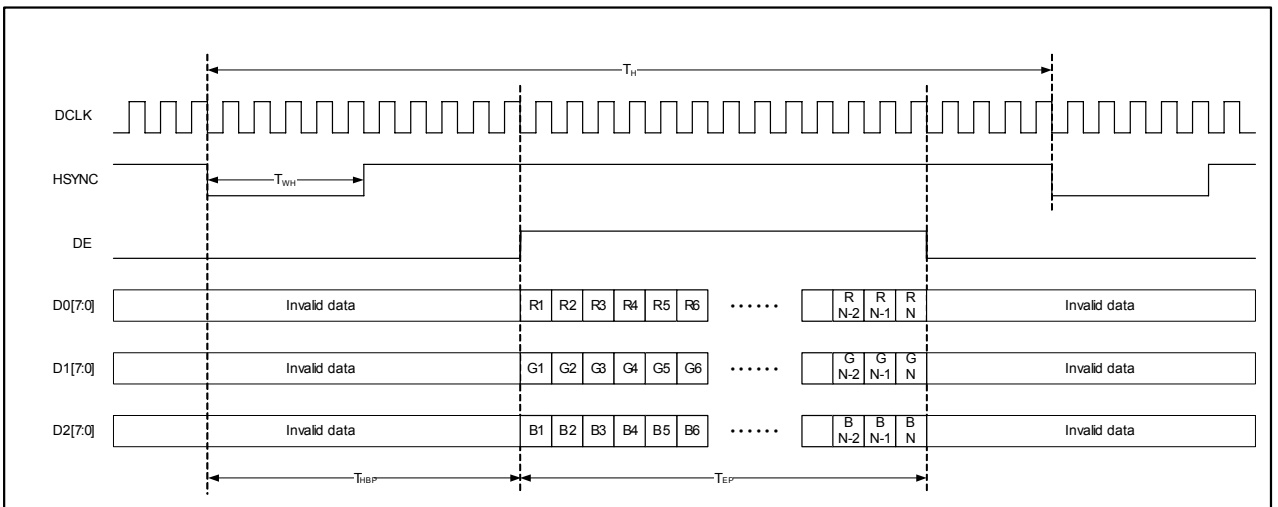 TH
DCLK
HSYNC
TWH
DE
D0[7:0] Invalid data R1 R2 R3 R4 R5 R6 ...... R N-2 R N-1 R N Invalid data
D1[7:0] Invalid data G1 G2 G3 G4 G5 G6 ...... G N-2 G N-1 G N Invalid data
D2[7:0] Invalid data B1 B2 B3 B4 B5 B6 ...... B N-2 B N-1 B N Invalid data
THBP TEP